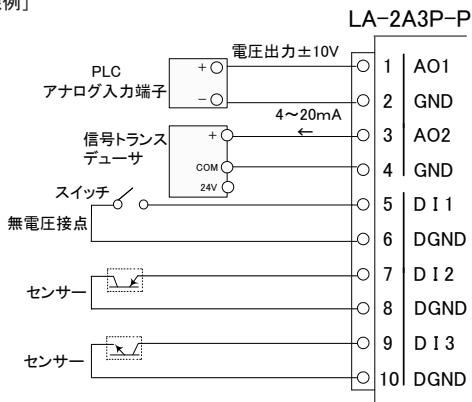 」
LA-2A3P-P
電圧出力±10V
PLC
アナログ入力端子
+
−
1 AO1
2 GND
4～20mA
←
信号トランス
デューサ
+
COM
24V
3 AO2
4 GND
スイッチ
無電圧接点
5 DI1
6 DGND
センサー
7 DI2
8 DGND
センサー
9 DI3
10 DGND